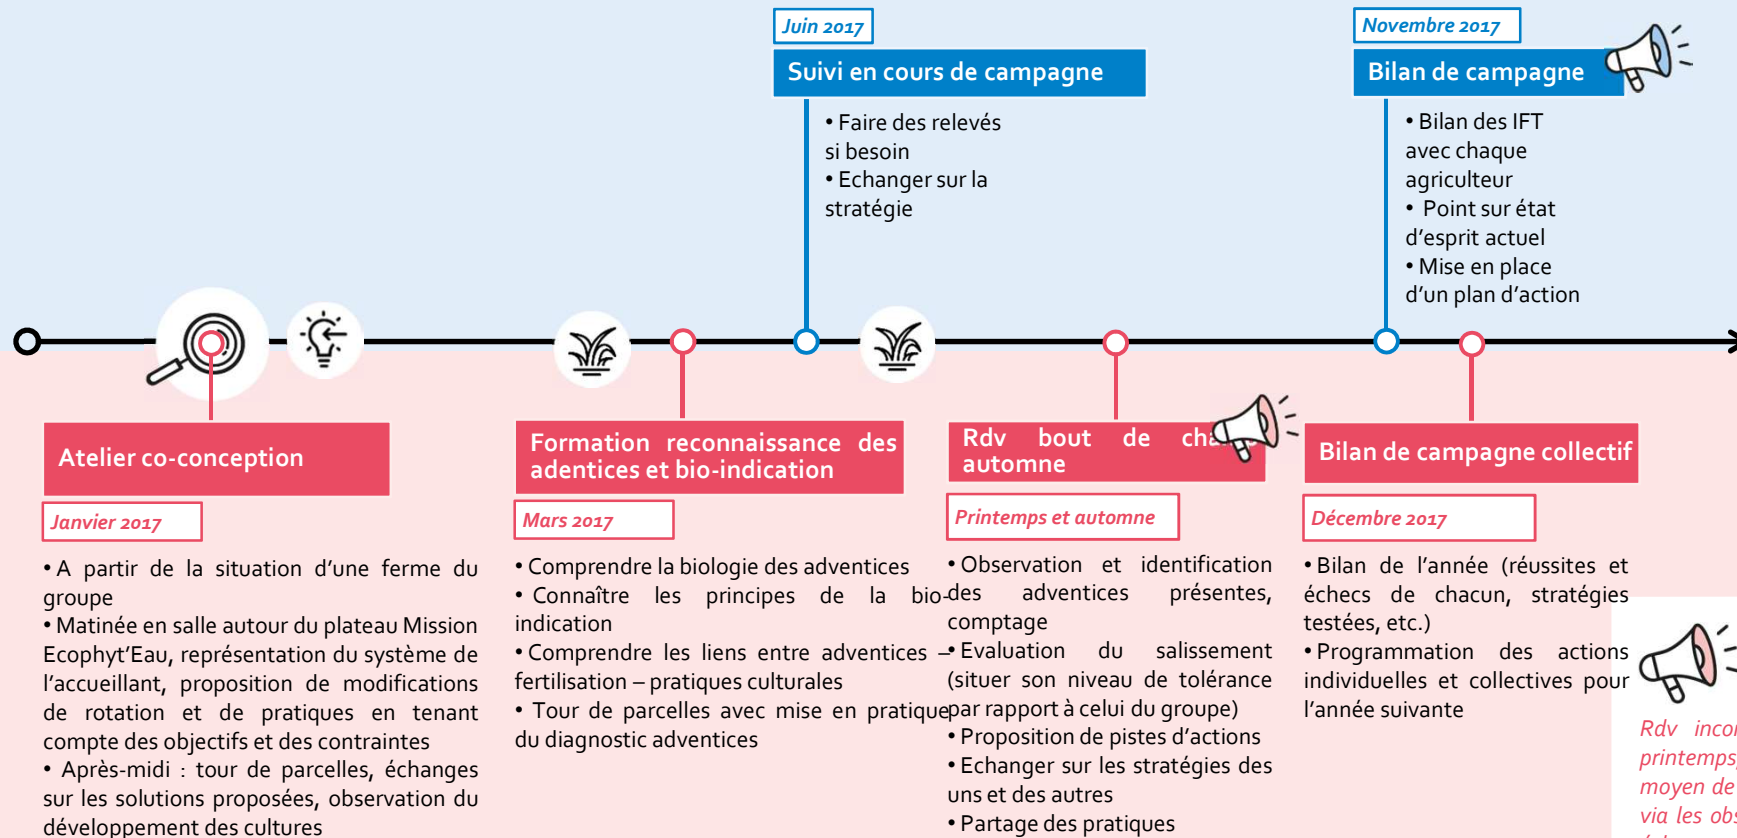 Juin 2017
Suivi en cours de campagne
• Faire des relevés
si besoin
• Echanger sur la
stratégie
Novembre 2017
Bilan de campagne
• Bilan des IFT
avec chaque
agriculteur
• Point sur état
d'esprit actuel
• Mise en place
d'un plan d'action
Atelier co-conception
Janvier 2017
• A partir de la situation d'une ferme du
groupe
• Matinée en salle autour du plateau Mission
Ecophyt'Eau, représentation du système de
l'accueillant, proposition de modifications
de rotation et de pratiques en tenant
compte des objectifs et des contraintes
• Après-midi : tour de parcelles, échanges
sur les solutions proposées, observation du
développement des cultures
Formation reconnaissance des
adentices et bio-indication
Mars 2017
• Comprendre la biologie des adventices
• Connaître les principes de la bio-
indication
• Comprendre les liens entre adventices –
fertilisation – pratiques culturales
• Tour de parcelles avec mise en pratique
du diagnostic adventices
Rdv bout de
automne
Printemps et automne
• Observation et identification
des adventices présentes,
comptage
• Evaluation du salissement
(situer son niveau de tolérance
par rapport à celui du groupe)
• Proposition de pistes d'actions
• Echanger sur les stratégies des
uns et des autres
• Partage des pratiques
Bilan de campagne collectif
Décembre 2017
• Bilan de l'année (réussites et
échecs de chacun, stratégies
testées, etc.)
• Programmation des actions
individuelles et collectives pour
l'année suivante
Rdv
printemps,
moyen de
via les